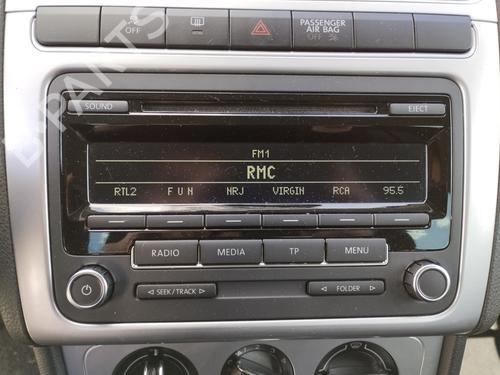 OFF
PASSENGER
AIR BAG
OFF
SOUND
EJECT
FM1
RMC
RTL2 FUN NRJ VIRGIN RCA 95.5
RADIO MEDIA TP MENU
SEEK/TRACK
FOLDER
B-PARTS